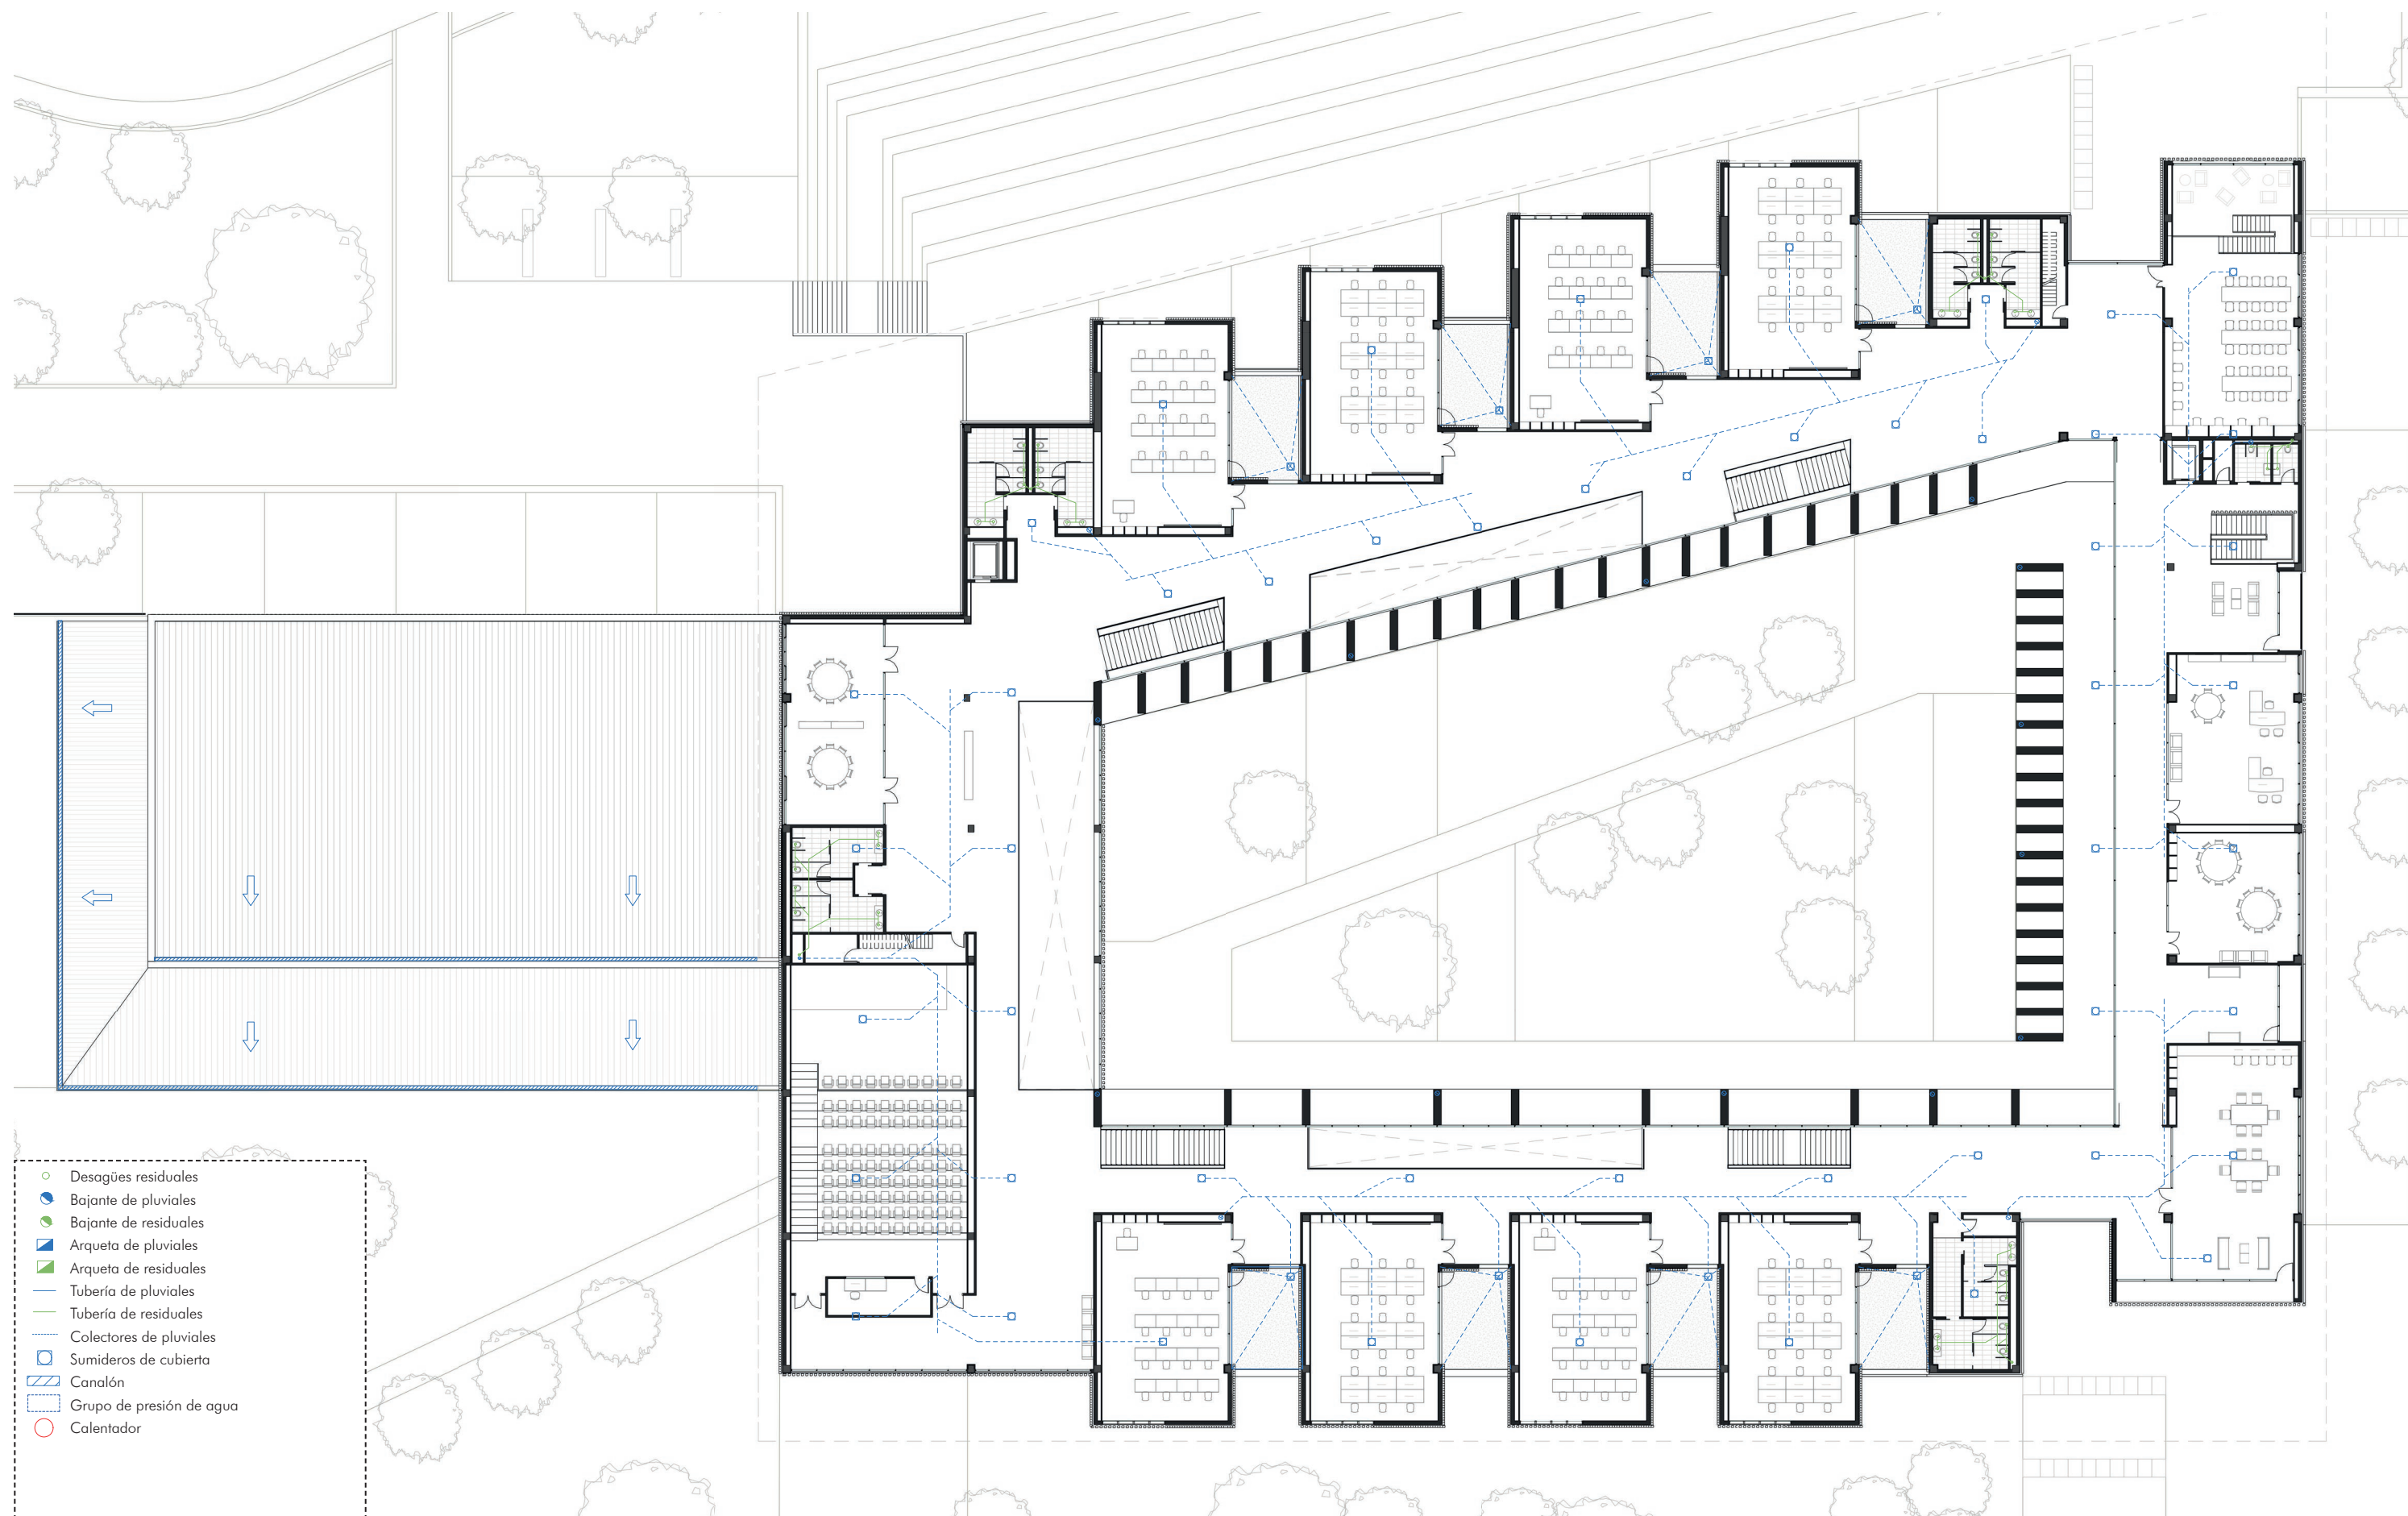 Desagües residuales
Bajante de pluviales
Bajante de residuales
Arqueta de pluviales
Arqueta de residuales
Tubería de pluviales
Tubería de residuales
Colectores de pluviales
Sumideros de cubierta
Canalón
Grupo de presión de agua
Calentador